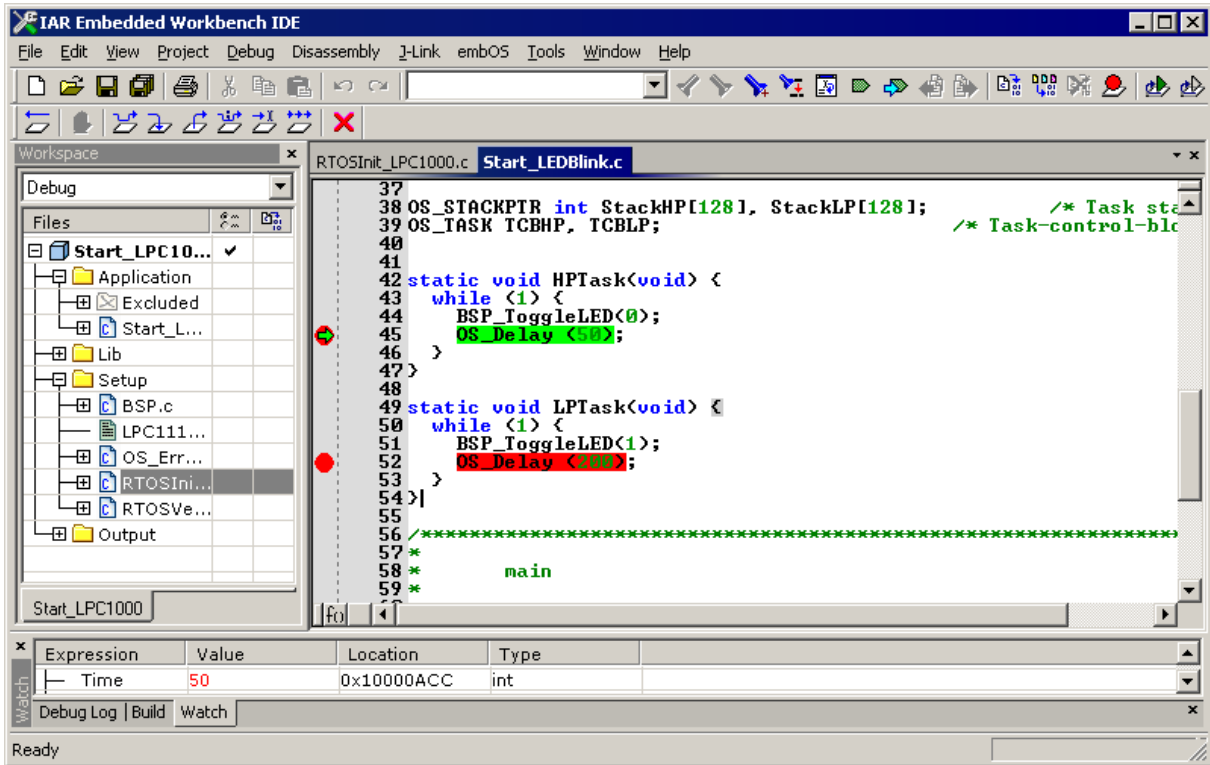 IAR Embedded Workbench IDE
File Edit View Project Debug Disassembly J-Link embOS Tools Window Help
Workspace
Debug
Files
Start_LPC10...
Application
Excluded
Start_L...
Lib
Setup
BSP.c
LPC111...
OS_Err...
RTOSIni...
RTOSVe...
Output
Start_LPC1000
RTOSInit_LPC1000.c Start_LEDBlink.c
37
38 OS_STACKPTR int StackHP[128], StackLP[128]; /* Task sta
39 OS_TASK TCBHP, TCBLP; /* Task-control-blc
40
41
42 static void HPTask(void) {
43 while (1) {
44 BSP_ToggleLED(0);
45 OS_Delay (50);
46 }
47 }
48
49 static void LPTask(void) {
50 while (1) {
51 BSP_ToggleLED(1);
52 OS_Delay (200);
53 }
54 }
55
56 /*************************************************************
57 *
58 * main
59 *
f()
Expression Value Location Type
Time 50 0x10000ACC int
Watch
Debug Log Build Watch
Ready